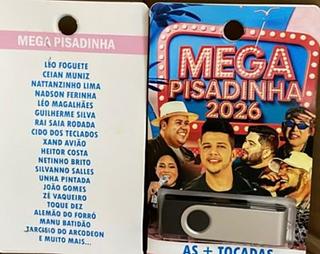 MEGA PISADINHA
LÉO FOGUETE
CEIAN MUNIZ
NATTANZINHO LIMA
NADSON FERINHA
LÉO MAGALHÃES
GUILHERME SILVA
RAI SAIA RODADA
CIDO DOS TECLADOS
XAND AVIÃO
HEITOR COSTA
NETINHO BRITO
SILVANNO SALLES
UNHA PINTADA
JOÃO GOMES
ZÉ VAQUEIRO
TOQUE DEZ
ALEMÃO DO FORRÓ
MANU BATIDÃO
TARCISIO DO ARCODEON
E MUITO MAIS...
MEGA
PISADINHA
2026
AS + TOCADAS